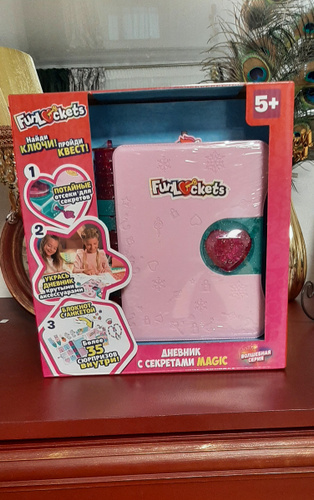 FunLockets
5+
Найди
КЛЮЧИ! ПРОЙДИ
КВЕСТ!
1
ПОТАЙНЫЕ
отсеки для
секретов!
FunLockets
2
УКРАСЬ
ДНЕВНИК
крутыми
аксессуарами
3
БЛОКНОТ
С АНКЕТОЙ!
Более
35
СЮРПРИЗОВ
ВНУТРИ!
ДНЕВНИК
С СЕКРЕТАМИ MAGIC
ВОЛШЕБНАЯ
СЕРИЯ